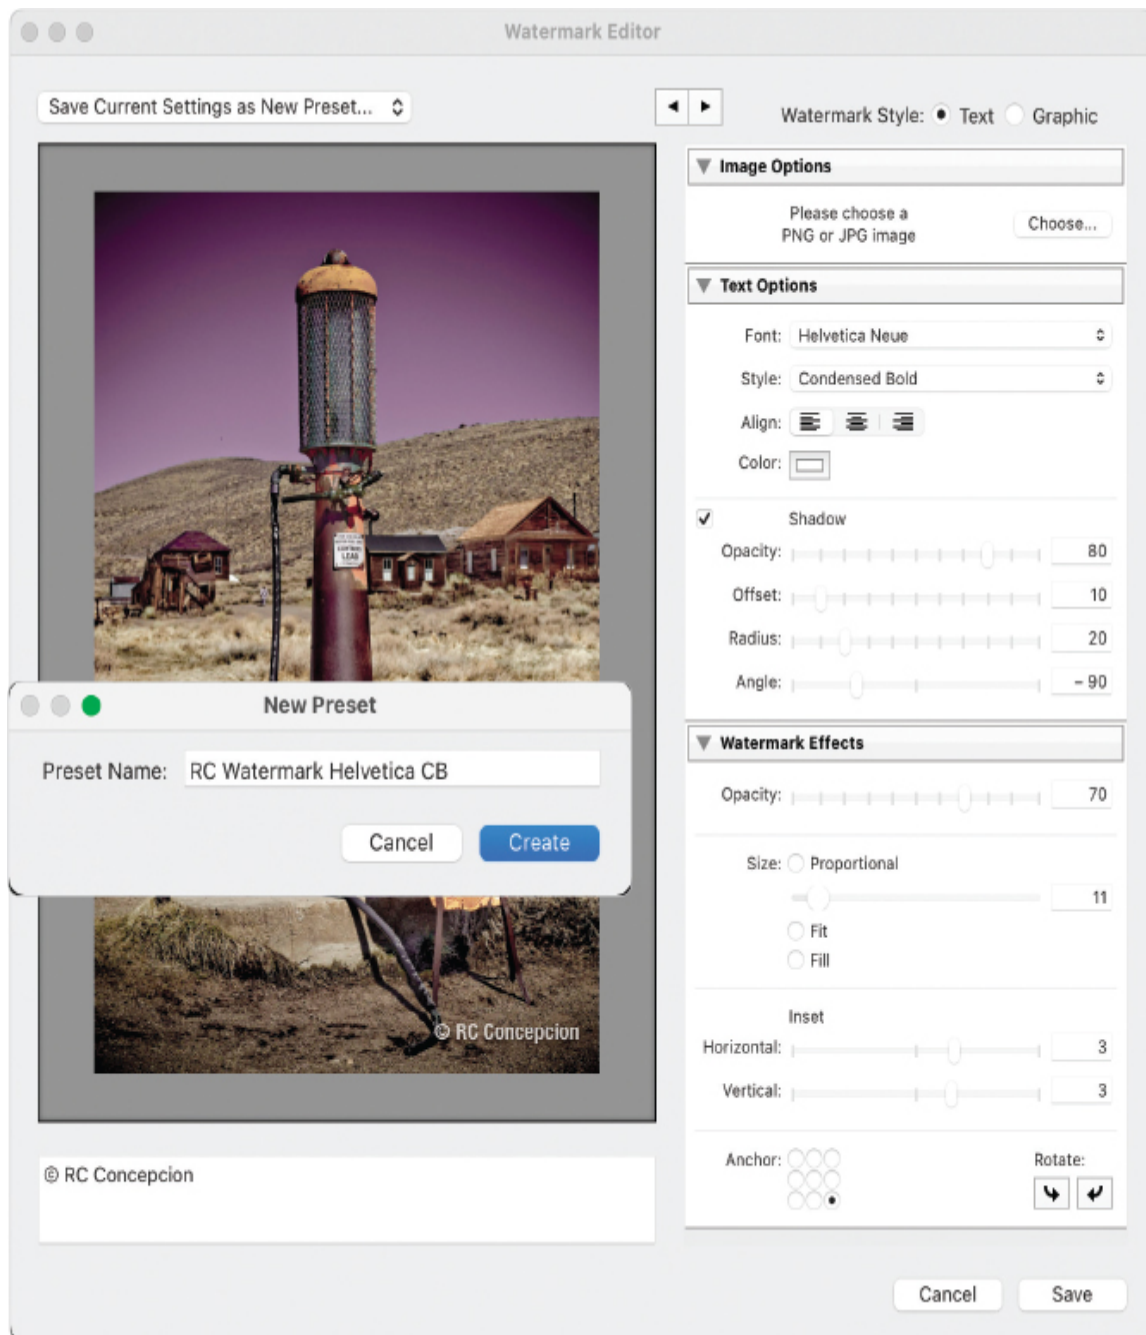 Watermark Editor
Save Current Settings as New Preset...
Watermark Style: Text Graphic
Image Options
Please choose a
PNG or JPG image
Choose...
Text Options
Font: Helvetica Neue
Style: Condensed Bold
Align:
Color:
Shadow
Opacity: 80
Offset: 10
Radius: 20
Angle: – 90
New Preset
Preset Name: RC Watermark Helvetica CB
Cancel Create
Watermark Effects
Opacity: 70
Size: Proportional
11
Fit
Fill
Inset
Horizontal: 3
Vertical: 3
Anchor: Rotate:
LEAD
© RC Concepcion
© RC Concepcion
Cancel Save